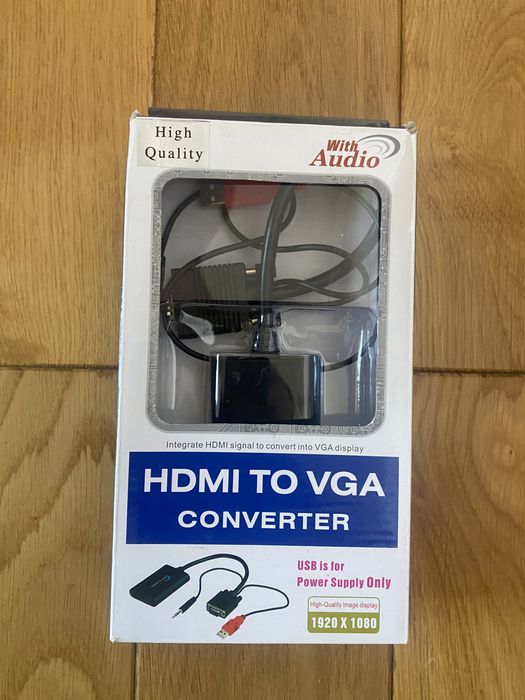 High
Quality
With
Audio
Integrate HDMI signal to convert into VGA display
HDMI TO VGA
CONVERTER
USB is for
Power Supply Only
High-Quality image display
1920 X 1080